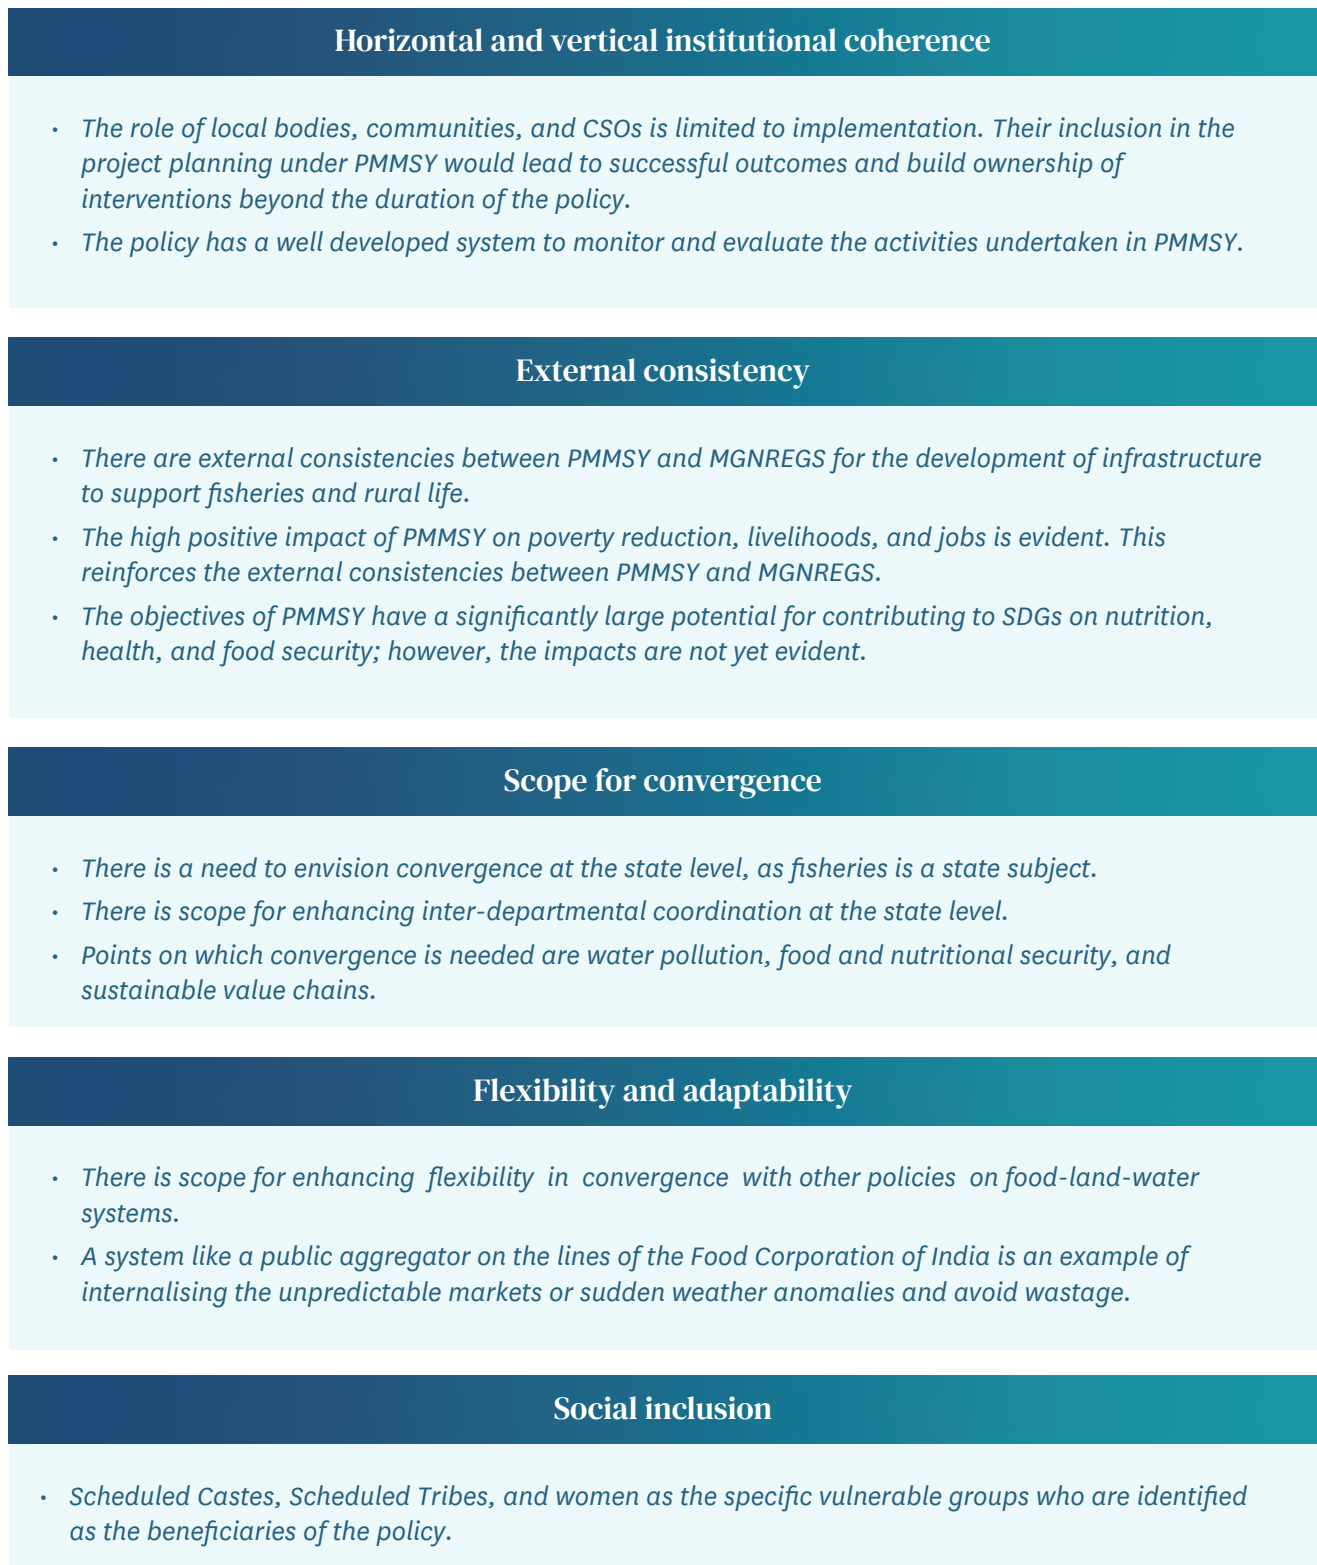 Horizontal and vertical institutional coherence
• The role of local bodies, communities, and CSOs is limited to implementation. Their inclusion in the
project planning under PMMSY would lead to successful outcomes and build ownership of
interventions beyond the duration of the policy.
• The policy has a well developed system to monitor and evaluate the activities undertaken in PMMSY.
External consistency
• There are external consistencies between PMMSY and MGNREGS for the development of infrastructure
to support fisheries and rural life.
• The high positive impact of PMMSY on poverty reduction, livelihoods, and jobs is evident. This
reinforces the external consistencies between PMMSY and MGNREGS.
• The objectives of PMMSY have a significantly large potential for contributing to SDGs on nutrition,
health, and food security; however, the impacts are not yet evident.
Scope for convergence
• There is a need to envision convergence at the state level, as fisheries is a state subject.
• There is scope for enhancing inter-departmental coordination at the state level.
• Points on which convergence is needed are water pollution, food and nutritional security, and
sustainable value chains.
Flexibility and adaptability
• There is scope for enhancing flexibility in convergence with other policies on food-land-water
systems.
• A system like a public aggregator on the lines of the Food Corporation of India is an example of
internalising the unpredictable markets or sudden weather anomalies and avoid wastage.
Social inclusion
• Scheduled Castes, Scheduled Tribes, and women as the specific vulnerable groups who are identified
as the beneficiaries of the policy.